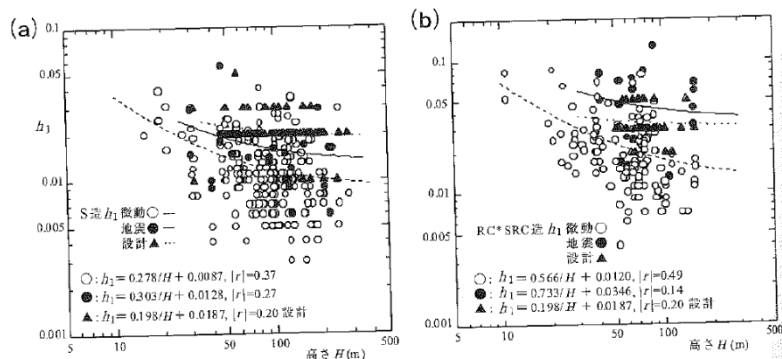 (a)
0.1
0.05
h₁
0.01
0.005
0.001
S造 h₁ 微動 ○ —
地震 ● —
設計 ▲ ···
○: h₁=0.278/H + 0.0087, |r|=0.37
●: h₁=0.303/H + 0.0128, |r|=0.27
▲: h₁=0.198/H + 0.0187, |r|=0.20 設計
5 10 50 100 500
高さ H (m)
(b)
0.1
0.05
0.01
0.005
0.001
RC*SRC造 h₁ 微動 ○
地震 ●
設計 ▲
○: h₁=0.566/H + 0.0120, |r|=0.49
●: h₁=0.733/H + 0.0346, |r|=0.14
▲: h₁=0.198/H + 0.0187, |r|=0.20 設計
5 10 50 100 500
高さ H (m)